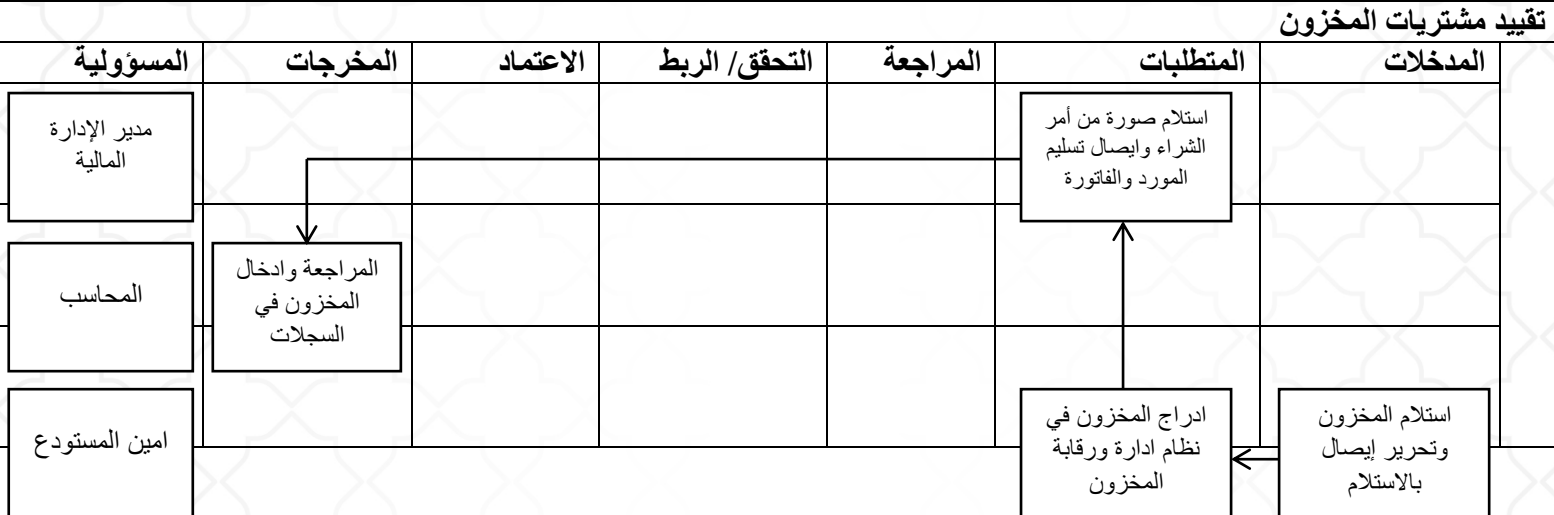 تقييد مشتريات المخزون
المدخلات
المتطلبات
المراجعة
التحقق/ الربط
الاعتماد
المخرجات
المسؤولية
استلام صورة من أمر
الشراء وايصال تسليم
المورد والفاتورة
مدير الإدارة
المالية
المراجعة وادخال
المخزون في
السجلات
المحاسب
استلام المخزون
وتحرير إيصال
بالاستلام
ادراج المخزون في
نظام ادارة ورقابة
المخزون
امين المستودع